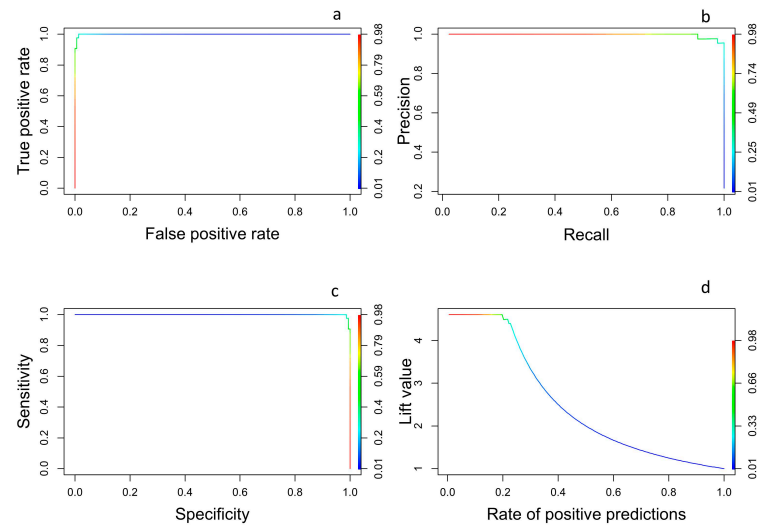 a
True positive rate
0.0 0.2 0.4 0.6 0.8 1.0
0.01 0.2 0.4 0.59 0.79 0.98
0.0 0.2 0.4 0.6 0.8 1.0
False positive rate
b
Precision
0.2 0.4 0.6 0.8 1.0
0.01 0.25 0.49 0.74 0.98
0.0 0.2 0.4 0.6 0.8 1.0
Recall
c
Sensitivity
0.0 0.2 0.4 0.6 0.8 1.0
0.01 0.2 0.4 0.59 0.79 0.98
0.0 0.2 0.4 0.6 0.8 1.0
Specificity
d
Lift value
1 2 3 4
0.01 0.33 0.66 0.98
0.0 0.2 0.4 0.6 0.8 1.0
Rate of positive predictions